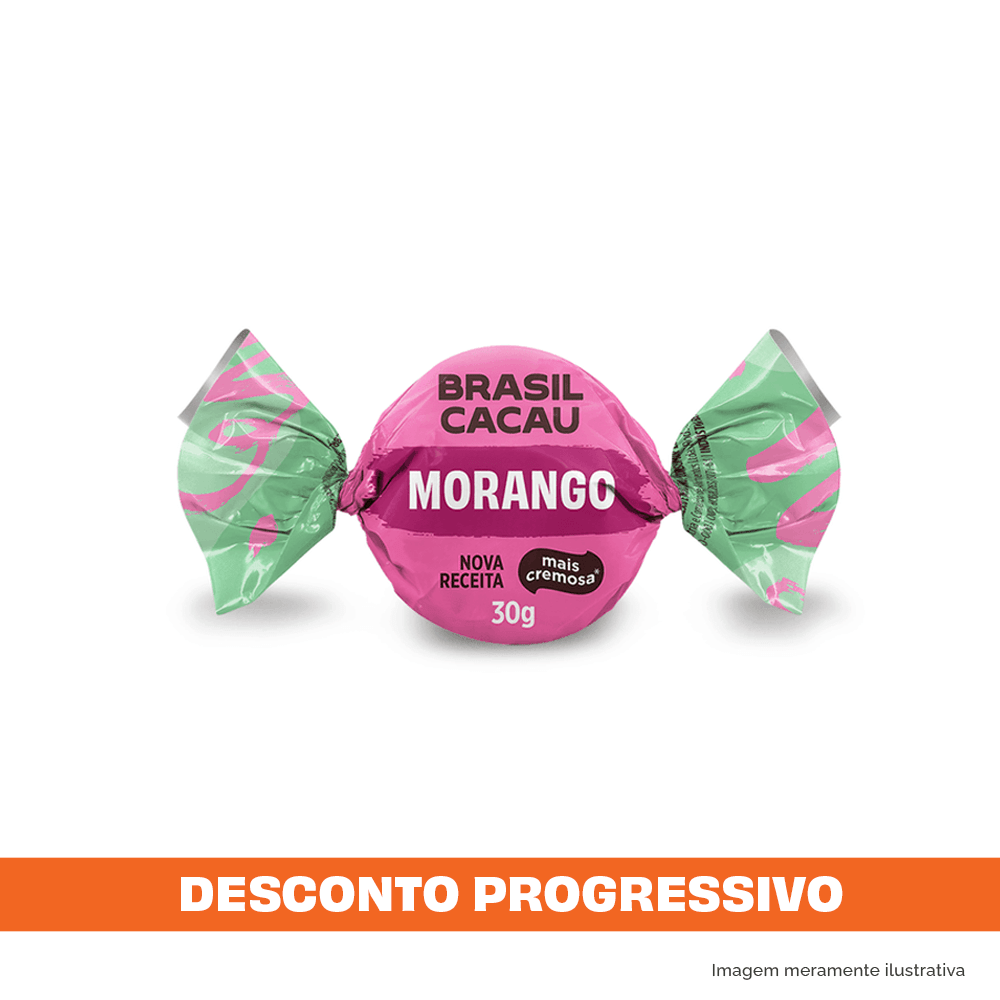 BRASIL
CACAU
MORANGO
NOVA
RECEITA
mais
cremosa*
30g
DESCONTO PROGRESSIVO
Imagem meramente ilustrativa